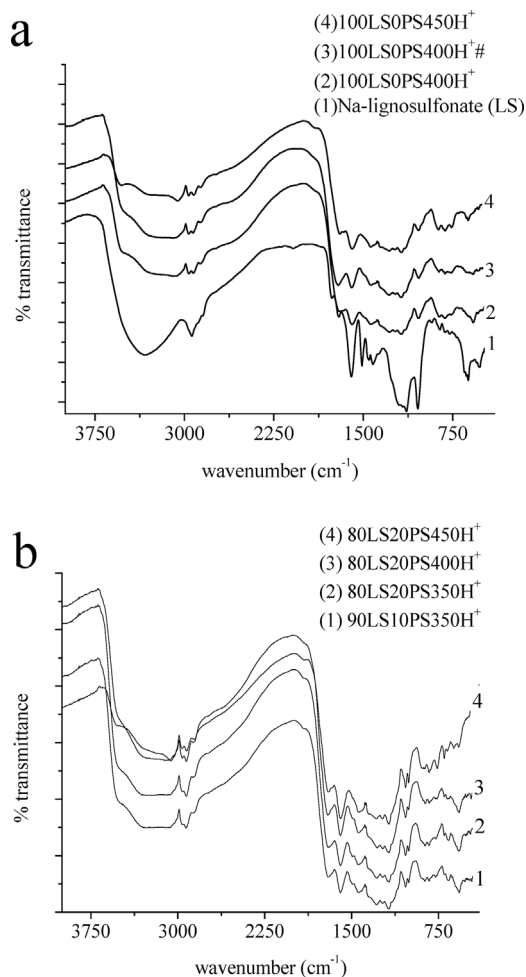 a
(4)100LS0PS450H⁺
(3)100LS0PS400H⁺#
(2)100LS0PS400H⁺
(1)Na-lignosulfonate (LS)
% transmittance
4
3
2
1
3750 3000 2250 1500 750
wavenumber (cm⁻¹)
b
(4) 80LS20PS450H⁺
(3) 80LS20PS400H⁺
(2) 80LS20PS350H⁺
(1) 90LS10PS350H⁺
% transmittance
4
3
2
1
3750 3000 2250 1500 750
wavenumber (cm⁻¹)